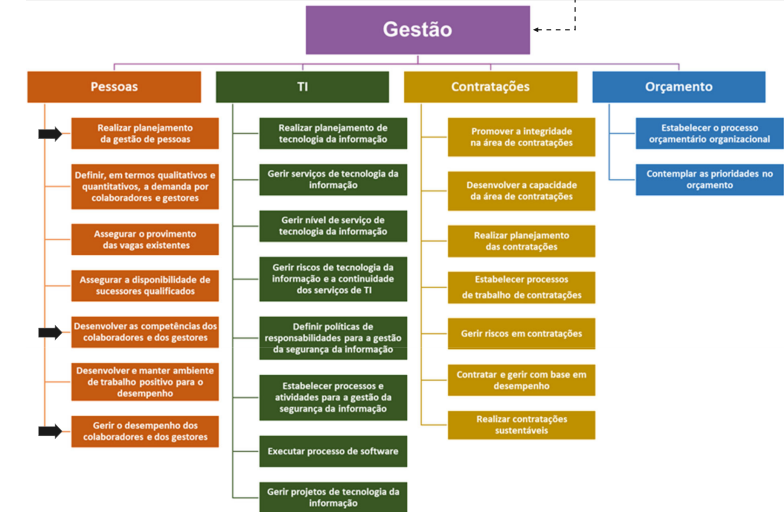 Gestão
Pessoas
TI
Contratações
Orçamento
Realizar planejamento
da gestão de pessoas
Definir, em termos qualitativos e
quantitativos, a demanda por
colaboradores e gestores
Assegurar o provimento
das vagas existentes
Assegurar a disponibilidade de
sucessores qualificados
Desenvolver as competências dos
colaboradores e dos gestores
Desenvolver e manter ambiente
de trabalho positivo para o
desempenho
Gerir o desempenho dos
colaboradores e dos gestores
Realizar planejamento de
tecnologia da informação
Gerir serviços de tecnologia da
informação
Gerir nível de serviço de
tecnologia da informação
Gerir riscos de tecnologia da
informação e a continuidade
dos serviços de TI
Definir políticas de
responsabilidades para a gestão
da segurança da informação
Estabelecer processos e
atividades para a gestão da
segurança da informação
Executar processo de software
Gerir projetos de tecnologia da
informação
Promover a integridade
na área de contratações
Desenvolver a capacidade
da área de contratações
Realizar planejamento
das contratações
Estabelecer processos
de trabalho de contratações
Gerir riscos em contratações
Contratar e gerir com base em
desempenho
Realizar contratações
sustentáveis
Estabelecer o processo
orçamentário organizacional
Contemplar as prioridades no
orçamento